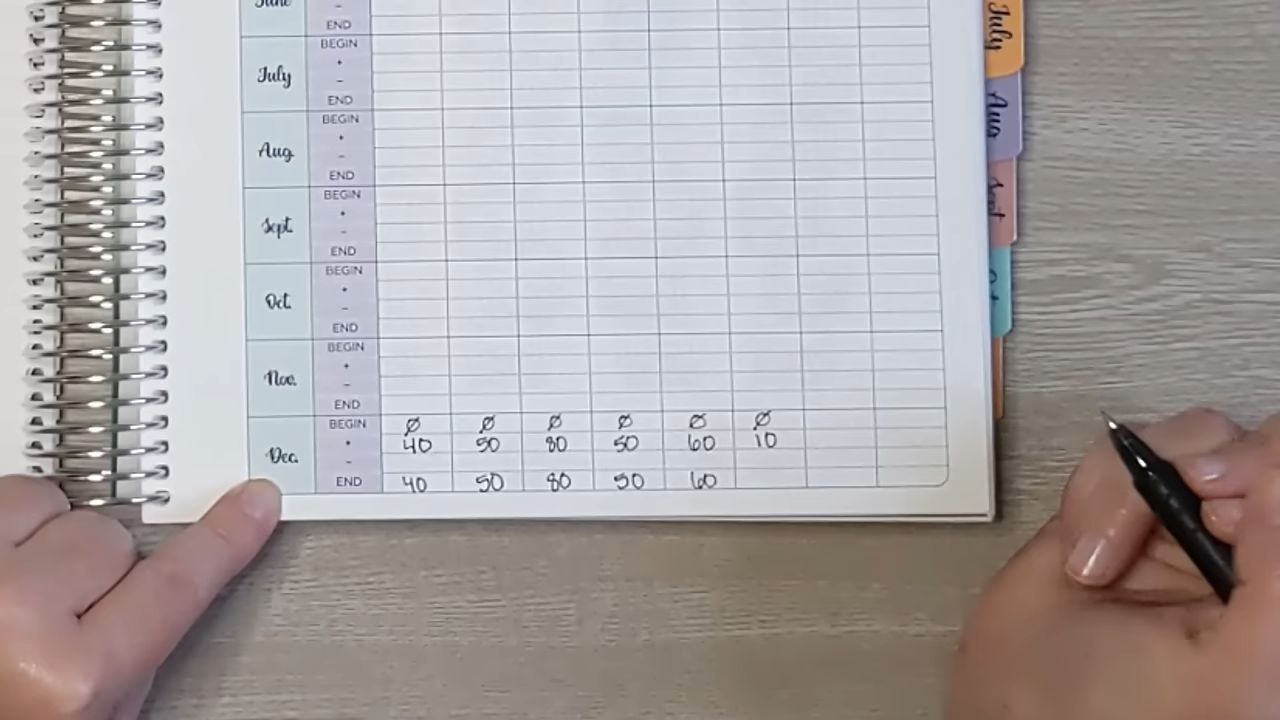 June
-
END
BEGIN
+
July
-
END
BEGIN
+
Aug.
-
END
BEGIN
+
Sept.
-
END
BEGIN
+
Oct.
-
END
BEGIN
+
Nov.
-
END
BEGIN Ø Ø Ø Ø Ø Ø
+ 40 50 80 50 60 10
Dec.
-
END 40 50 80 50 60
July
Aug
Sept